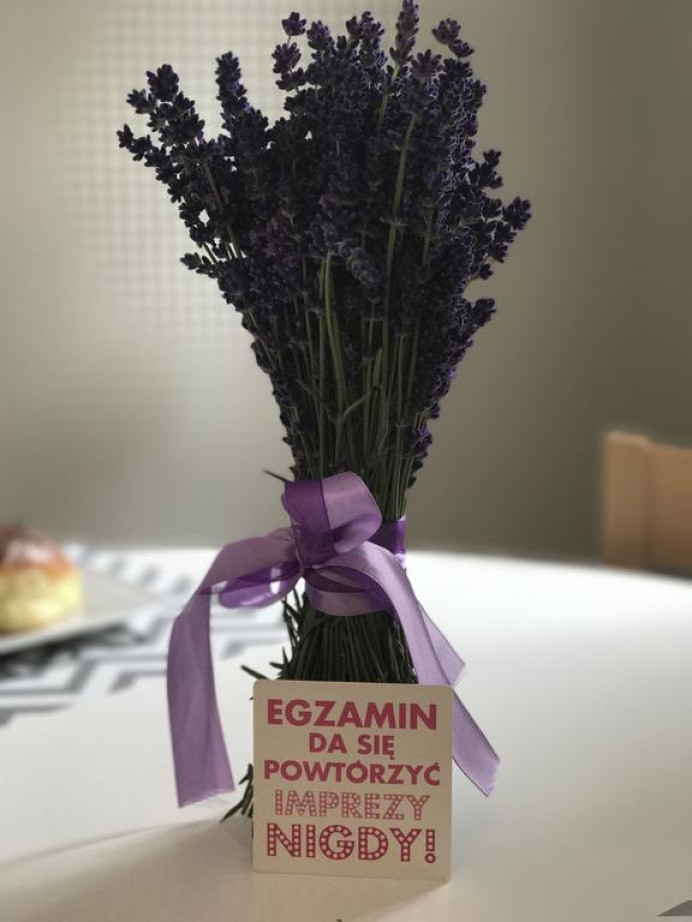 EGZAMIN
DA SIĘ
POWTÓRZYĆ
IMPREZY
NIGDY!